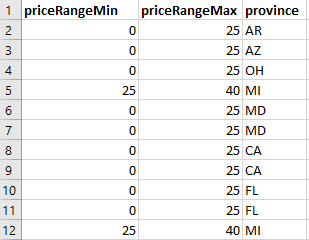 1 priceRangeMin priceRangeMax province
2 0 25 AR
3 0 25 AZ
4 0 25 OH
5 25 40 MI
6 0 25 MD
7 0 25 MD
8 0 25 CA
9 0 25 CA
10 0 25 FL
11 0 25 FL
12 25 40 MI